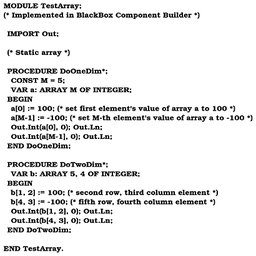 MODULE TestArray;
(* Implemented in BlackBox Component Builder *)
IMPORT Out;
(* Static array *)
PROCEDURE DoOneDim*;
CONST M = 5;
VAR a: ARRAY M OF INTEGER;
BEGIN
a[0] := 100; (* set first element's value of array a to 100 *)
a[M-1] := -100; (* set M-th element's value of array a to -100 *)
Out.Int(a[0], 0); Out.Ln;
Out.Int(a[M-1], 0); Out.Ln;
END DoOneDim;
PROCEDURE DoTwoDim*;
VAR b: ARRAY 5, 4 OF INTEGER;
BEGIN
b[1, 2] := 100; (* second row, third column element *)
b[4, 3] := -100; (* fifth row, fourth column element *)
Out.Int(b[1, 2], 0); Out.Ln;
Out.Int(b[4, 3], 0); Out.Ln;
END DoTwoDim;
END TestArray.